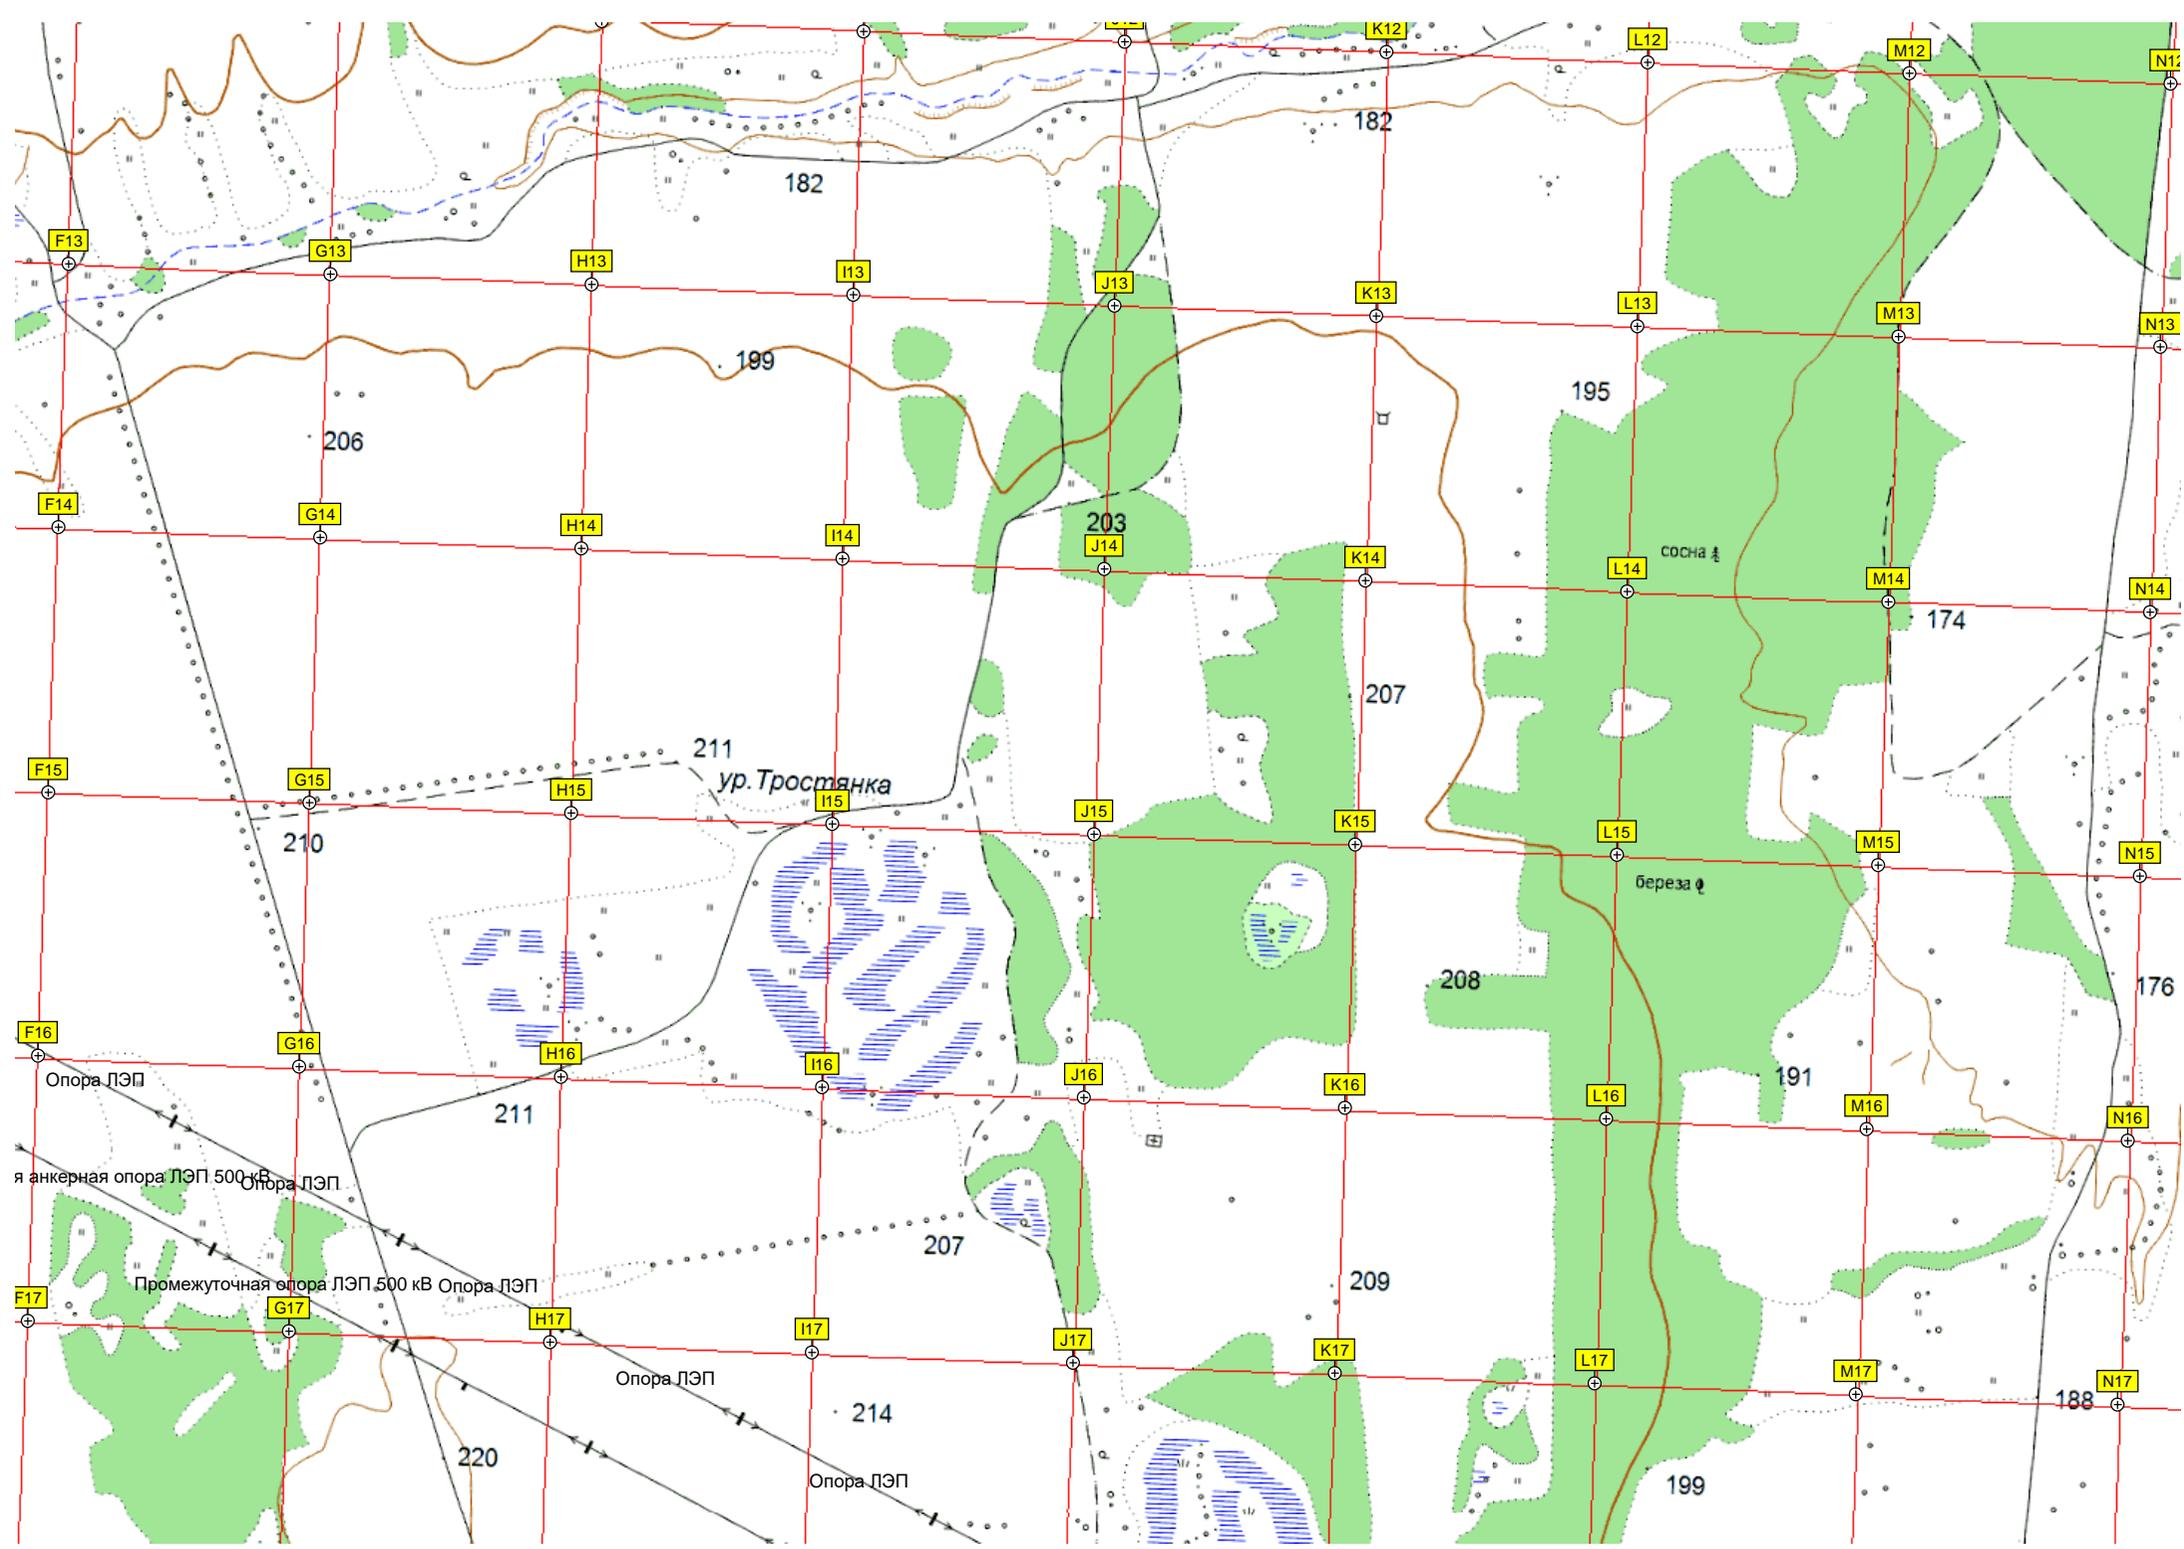 K12
L12
M12
N12
182
182
F13
G13
H13
I13
J13
K13
L13
M13
N13
199
195
206
F14
G14
H14
I14
203
J14
K14
сосна
L14
M14
N14
174
207
211
ур.Тростянка
F15
G15
H15
I15
J15
K15
L15
M15
N15
210
береза
208
176
F16
G16
H16
I16
J16
K16
L16
M16
N16
191
Опора ЛЭП
211
я анкерная опора ЛЭП 500 кВ
Опора ЛЭП
207
209
Промежуточная опора ЛЭП 500 кВ
Опора ЛЭП
F17
G17
H17
I17
J17
K17
L17
M17
N17
Опора ЛЭП
188
214
220
Опора ЛЭП
199